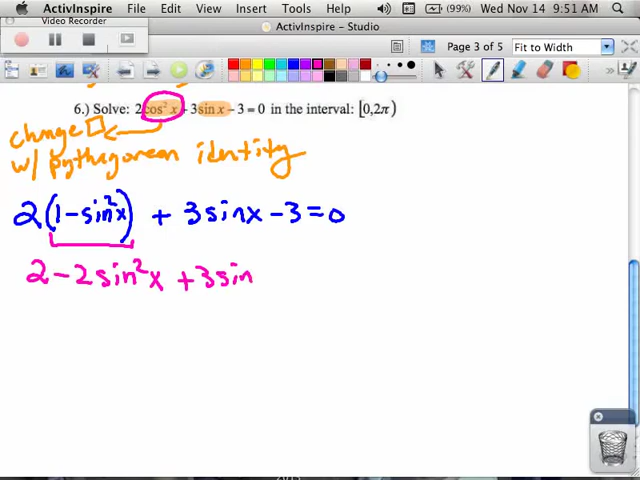 ActivInspire File Edit View Insert Tools Help (99%) Wed Nov 14 9:51 AM
Video Recorder
ActivInspire - Studio
Page 3 of 5 Fit to Width
6.) Solve: 2cos² x + 3sin x − 3 = 0 in the interval: [0,2π)
change
w/ pythagorean identity
2(1-sin²x) + 3sinx -3 = 0
2 - 2sin²x + 3sin